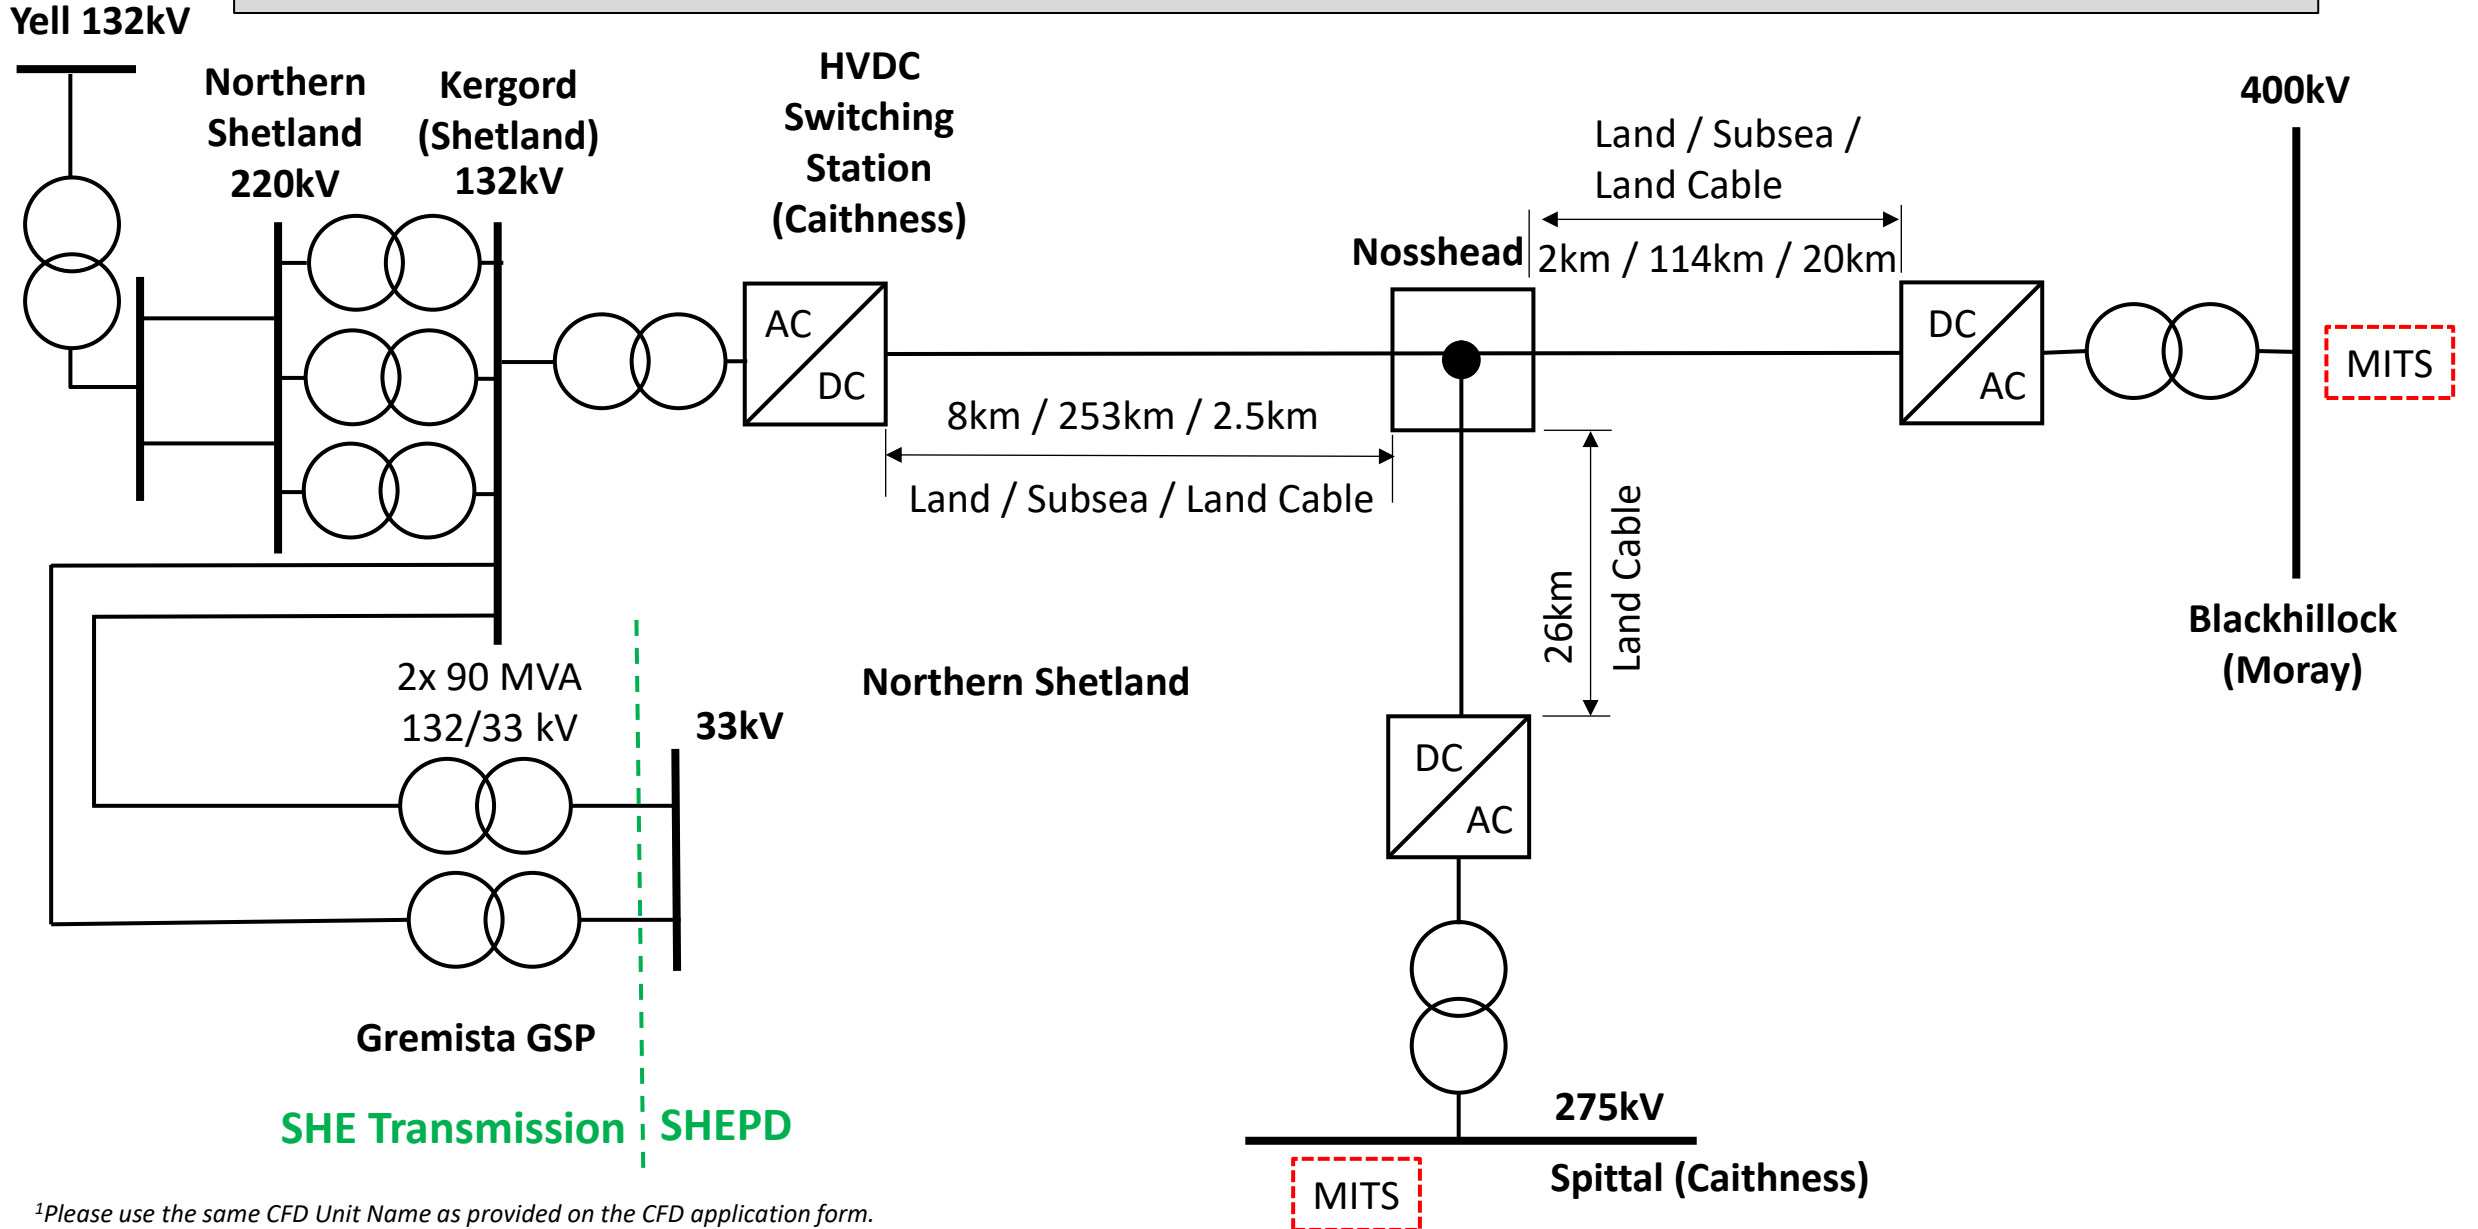 Yell 132kV
Northern
Shetland
220kV
Kergord
(Shetland)
132kV
HVDC
Switching
Station
(Caithness)
Land / Subsea /
Land Cable
400kV
Nosshead
2km / 114km / 20km
AC
DC
DC
AC
MITS
8km / 253km / 2.5km
Land / Subsea / Land Cable
26km
Land Cable
Blackhillock
(Moray)
2x 90 MVA
132/33 kV
33kV
Northern Shetland
DC
AC
Gremista GSP
SHE Transmission
SHEPD
275kV
Spittal (Caithness)
MITS
¹Please use the same CFD Unit Name as provided on the CFD application form.